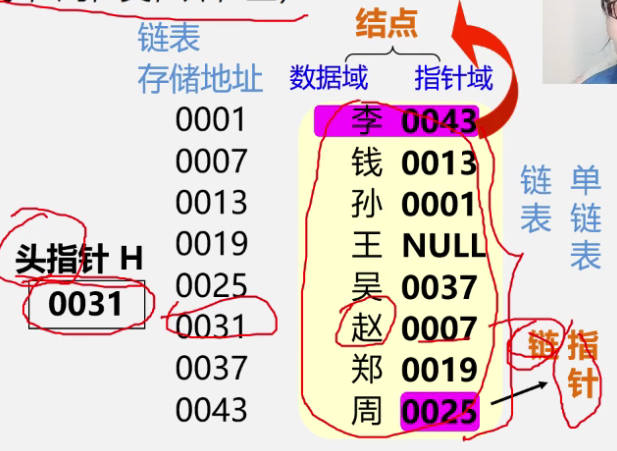 结点
链表
存储地址 数据域 指针域
0001 李 0043
0007 钱 0013
0013 孙 0001
0019 王 NULL
头指针 H
0025 吴 0037
0031
0031 赵 0007
0037 郑 0019
0043 周 0025
链表
单链表
链指针